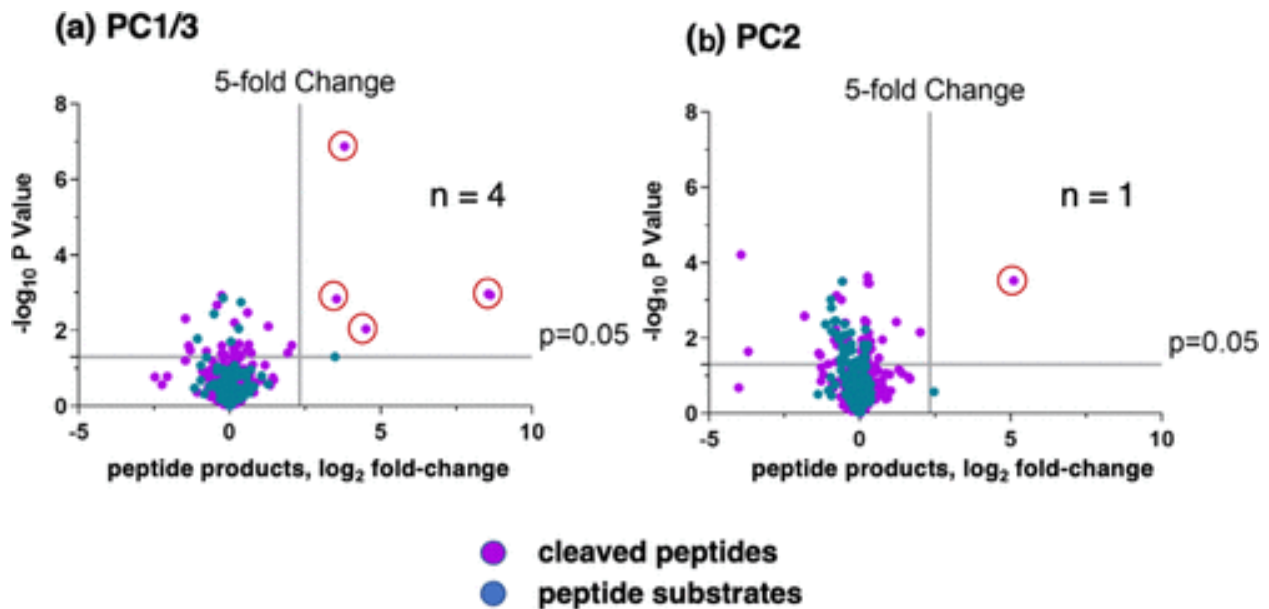 (a) PC1/3
5-fold Change
8
6
4
2
0
-5
0
5
10
-log10 P Value
n = 4
p=0.05
peptide products, log2 fold-change
(b) PC2
5-fold Change
8
6
4
2
0
-5
0
5
10
-log10 P Value
n = 1
p=0.05
peptide products, log2 fold-change
cleaved peptides
peptide substrates